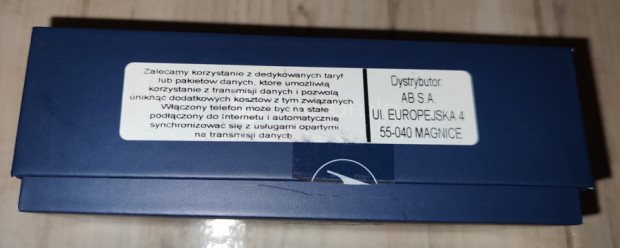 Zalecamy korzystanie z dedykowanych taryf
lub pakietów danych, które umożliwią
korzystanie z transmisji danych i pozwolą
uniknąć dodatkowych kosztów z tym związanych
Włączony telefon może być na stałe
podłączony do Internetu i automatycznie
synchronizować się z usługami opartymi
na transmisji danych
Dystrybutor:
AB S.A.
Ul. EUROPEJSKA 4
55-040 MAGNICE